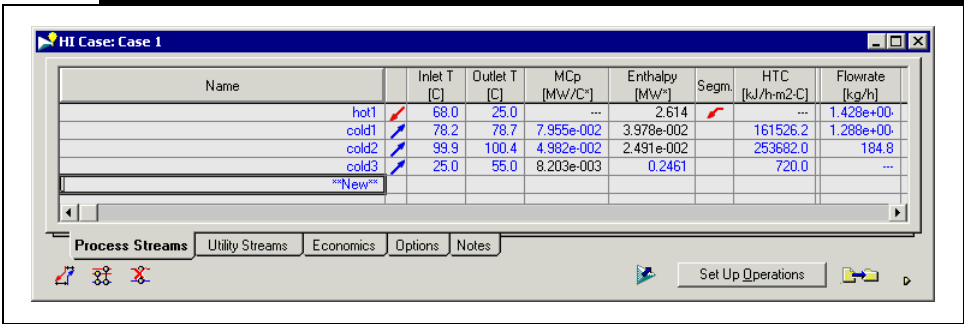 HI Case: Case 1
Name Inlet T [C] Outlet T [C] MCp [MW/C*] Enthalpy [MW*] Segm. HTC [kJ/h-m2-C] Flowrate [kg/h]
hot1 68.0 25.0 --- 2.614 --- 1.428e+00
cold1 78.2 78.7 7.955e-002 3.978e-002 161526.2 1.288e+00
cold2 99.9 100.4 4.982e-002 2.491e-002 253682.0 184.8
cold3 25.0 55.0 8.203e-003 0.2461 720.0 ---
**New**
Process Streams Utility Streams Economics Options Notes
Set Up Operations